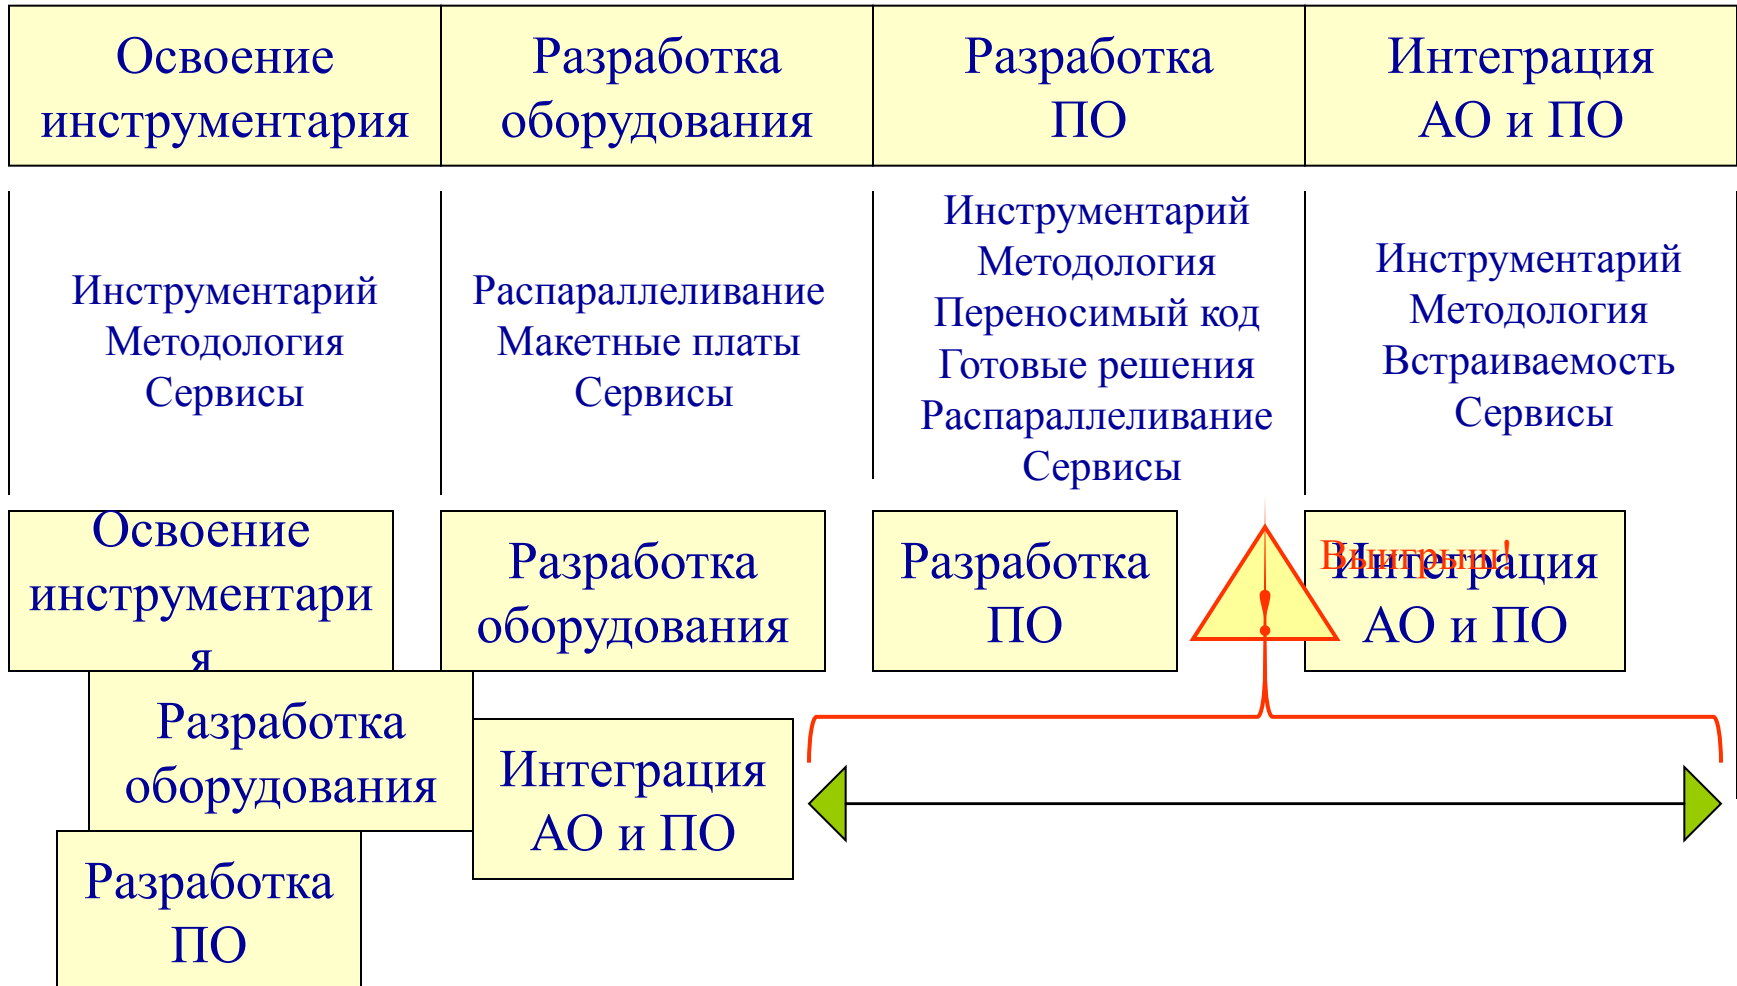 Освоение
инструментария
Разработка
оборудования
Разработка
ПО
Интеграция
АО и ПО
Инструментарий
Методология
Сервисы
Распараллеливание
Макетные платы
Сервисы
Инструментарий
Методология
Переносимый код
Готовые решения
Распараллеливание
Сервисы
Инструментарий
Методология
Встраиваемость
Сервисы
Освоение
инструментари
я
Разработка
оборудования
Разработка
ПО
!
Выигрыш!
Интеграция
АО и ПО
Разработка
оборудования
Интеграция
АО и ПО
Разработка
ПО